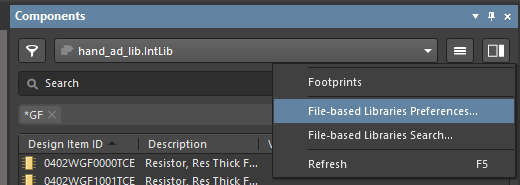 Components
hand_ad_lib.IntLib
Search
Footprints
*GF
File-based Libraries Preferences...
File-based Libraries Search...
Design Item ID Description V
Refresh F5
0402WGF0000TCE Resistor, Res Thick F...
0402WGF1001TCE Resistor, Res Thick F...